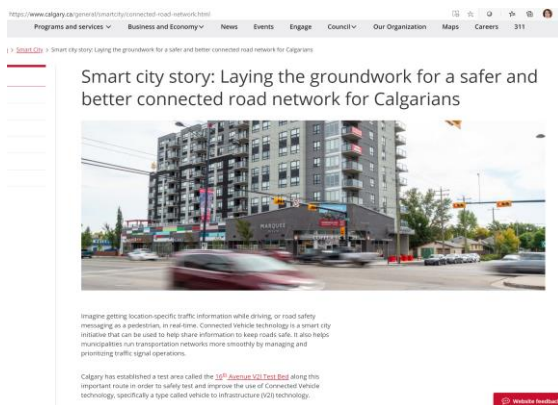 https://www.calgary.ca/general/smartcity/connected-road-network.html
Programs and services Business and Economy News Events Engage Council Our Organization Maps Careers 311
> Smart City > Smart city story: Laying the groundwork for a safer and better connected road network for Calgarians
Smart city story: Laying the groundwork for a safer and
better connected road network for Calgarians
MARQUEE
Imagine getting location-specific traffic information while driving, or road safety
messaging as a pedestrian, in real-time. Connected Vehicle technology is a smart city
initiative that can be used to help share information to keep roads safe. It also helps
municipalities run transportation networks more smoothly by managing and
prioritizing traffic signal operations.
Calgary has established a test area called the 16th Avenue V2I Test Bed along this
important route in order to safely test and improve the use of Connected Vehicle
technology, specifically a type called vehicle to infrastructure (V2I) technology.
Website feedback